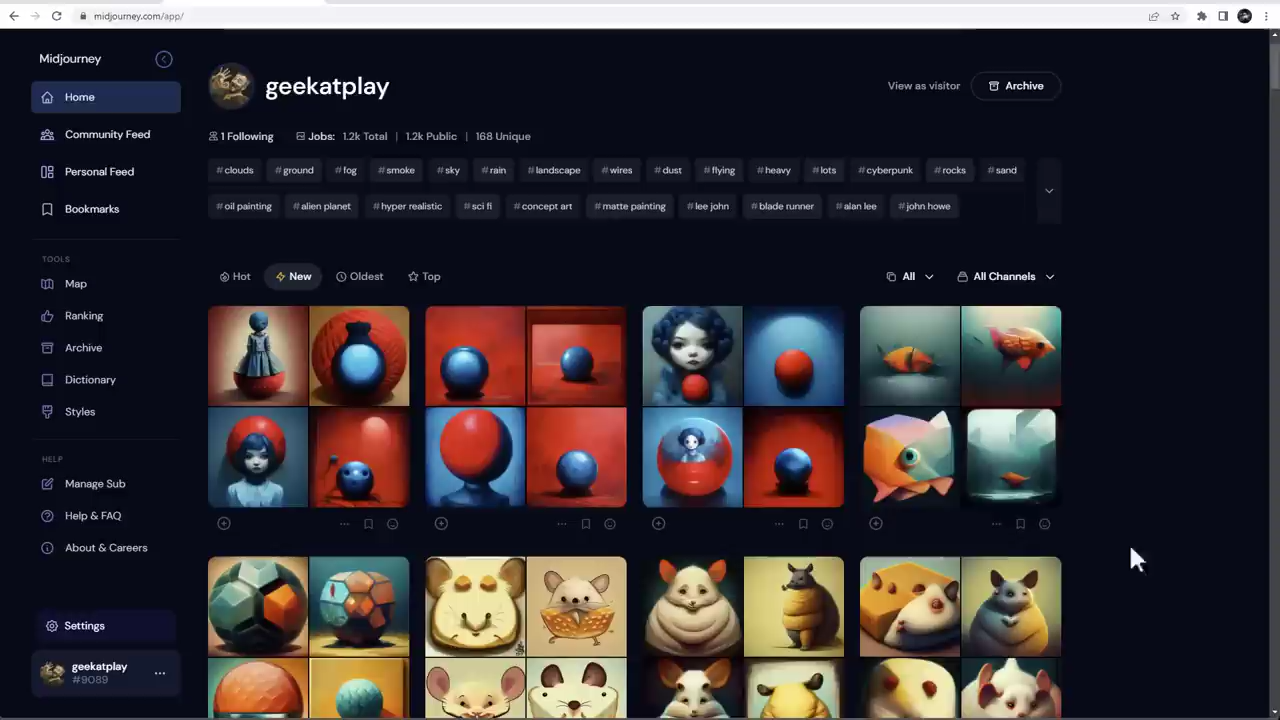 midjourney.com/app/
Midjourney
geekatplay
View as visitor
Archive
Home
Community Feed
Personal Feed
Bookmarks
1 Following
Jobs: 1.2k Total | 1.2k Public | 168 Unique
#clouds #ground #fog #smoke #sky #rain #landscape #wires #dust #flying #heavy #lots #cyberpunk #rocks #sand
#oil painting #alien planet #hyper realistic #sci fi #concept art #matte painting #lee john #blade runner #alan lee #john howe
TOOLS
Map
Ranking
Archive
Dictionary
Styles
Hot New Oldest Top
All All Channels
HELP
Manage Sub
Help & FAQ
About & Careers
Settings
geekatplay
#9089